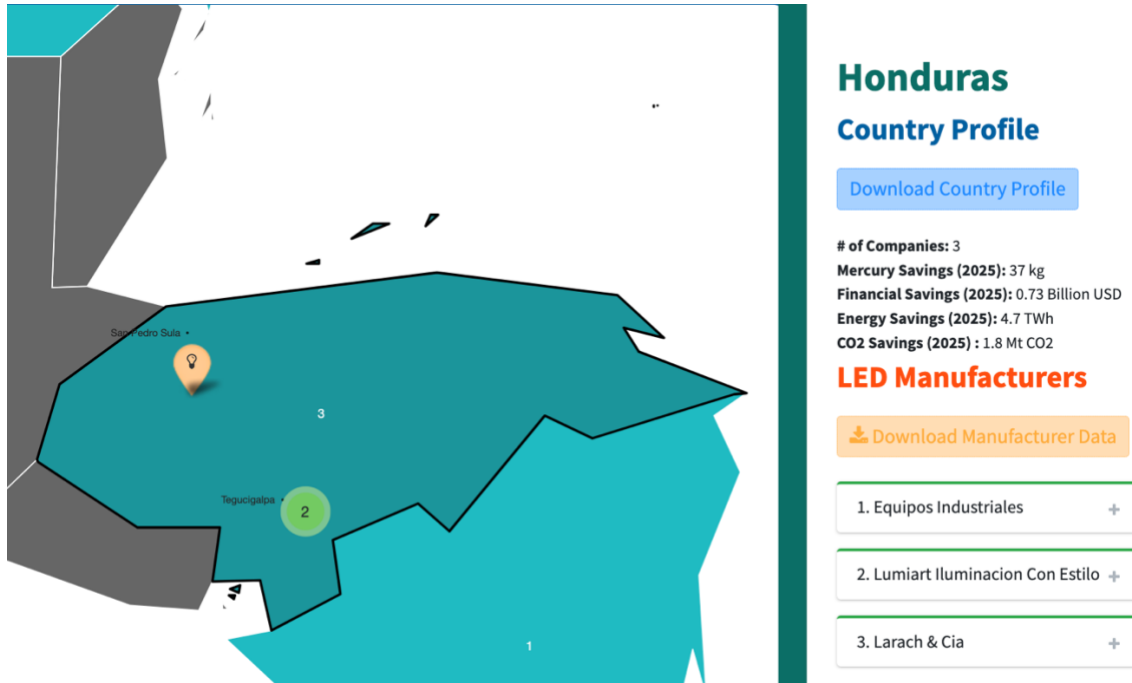 San Pedro Sula
3
Tegucigalpa
2
1
Honduras
Country Profile
Download Country Profile
# of Companies: 3
Mercury Savings (2025): 37 kg
Financial Savings (2025): 0.73 Billion USD
Energy Savings (2025): 4.7 TWh
CO2 Savings (2025) : 1.8 Mt CO2
LED Manufacturers
Download Manufacturer Data
1. Equipos Industriales +
2. Lumiart Iluminacion Con Estilo +
3. Larach & Cia +